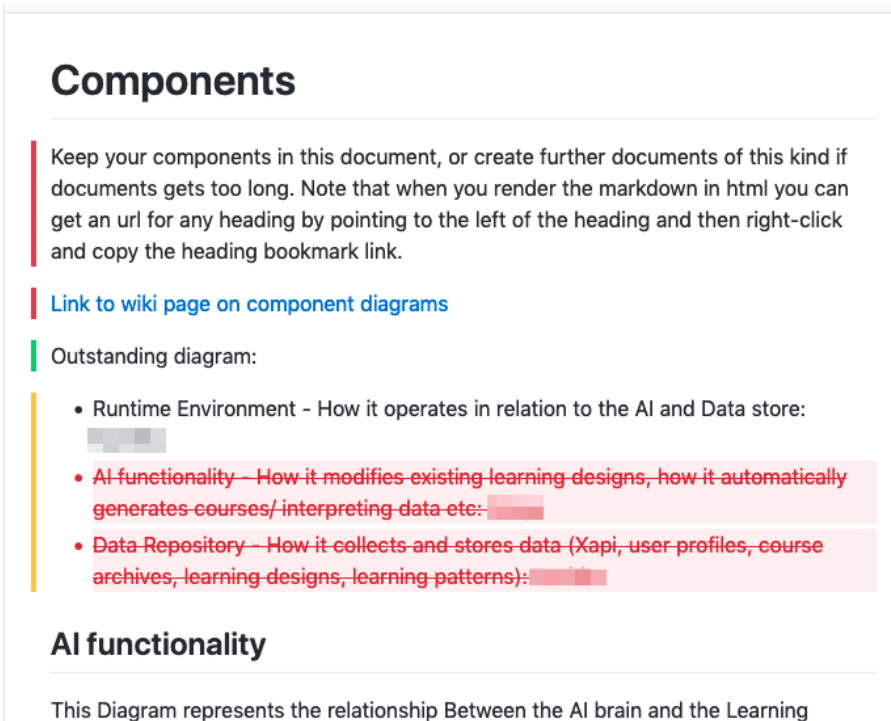 Components
Keep your components in this document, or create further documents of this kind if
documents gets too long. Note that when you render the markdown in html you can
get an url for any heading by pointing to the left of the heading and then right-click
and copy the heading bookmark link.
Link to wiki page on component diagrams
Outstanding diagram:
• Runtime Environment - How it operates in relation to the AI and Data store:
• AI functionality - How it modifies existing learning designs, how it automatically
generates courses/ interpreting data etc:
• Data Repository - How it collects and stores data (Xapi, user profiles, course
archives, learning designs, learning patterns):
AI functionality
This Diagram represents the relationship Between the AI brain and the Learning